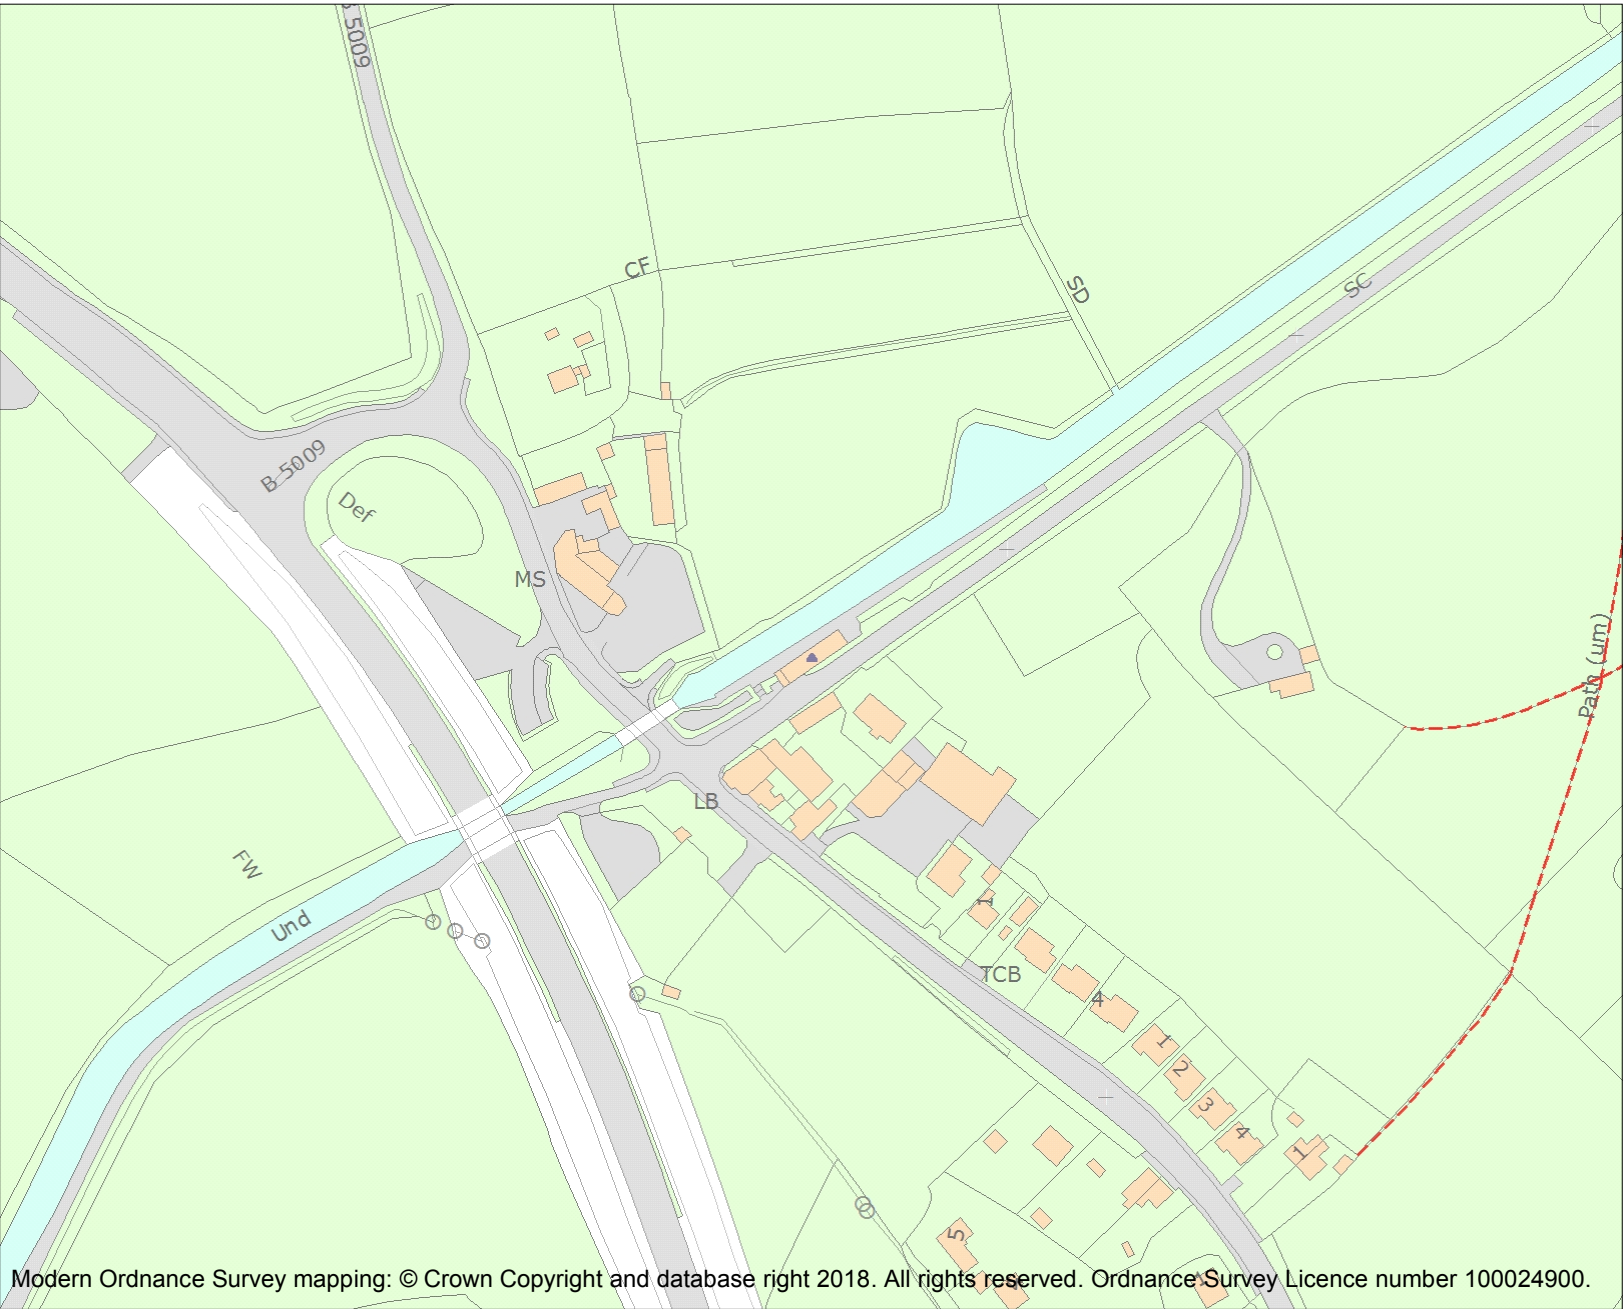 B 5009
CF
SD
SC
B 5009
Def
MS
Path (um)
LB
FW
Und
1
TCB
4
1
2
3
4
1
5
4
Modern Ordnance Survey mapping: © Crown Copyright and database right 2018. All rights reserved. Ordnance Survey Licence number 100024900.